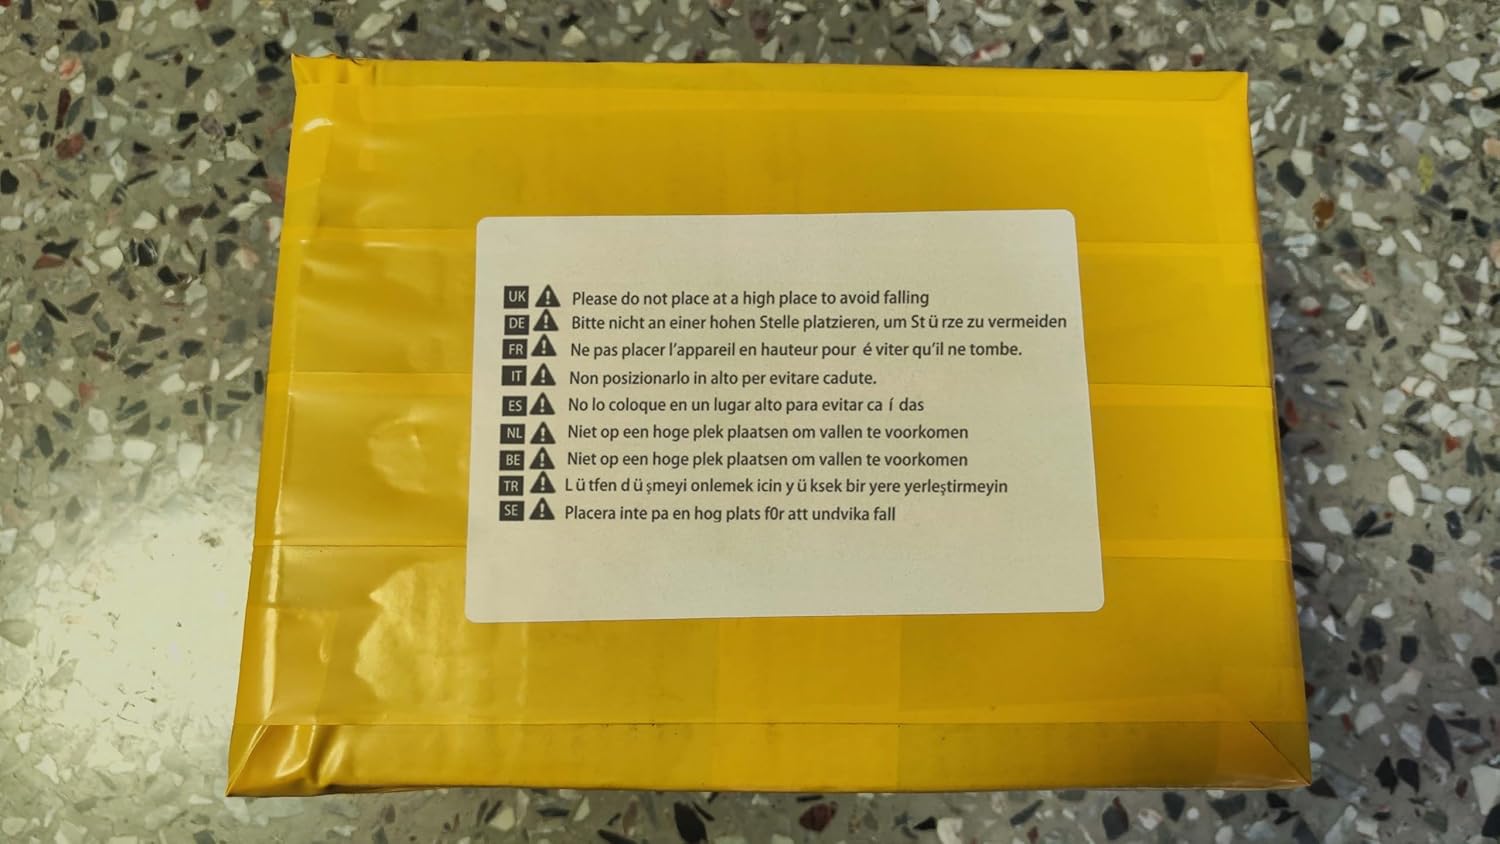 UK Please do not place at a high place to avoid falling
DE Bitte nicht an einer hohen Stelle platzieren, um St ü rze zu vermeiden
FR Ne pas placer l'appareil en hauteur pour é viter qu'il ne tombe.
IT Non posizionarlo in alto per evitare cadute.
ES No lo coloque en un lugar alto para evitar ca í das
NL Niet op een hoge plek plaatsen om vallen te voorkomen
BE Niet op een hoge plek plaatsen om vallen te voorkomen
TR L ü tfen d ü şmeyi onlemek icin y ü ksek bir yere yerleştirmeyin
SE Placera inte pa en hog plats f0r att undvika fall